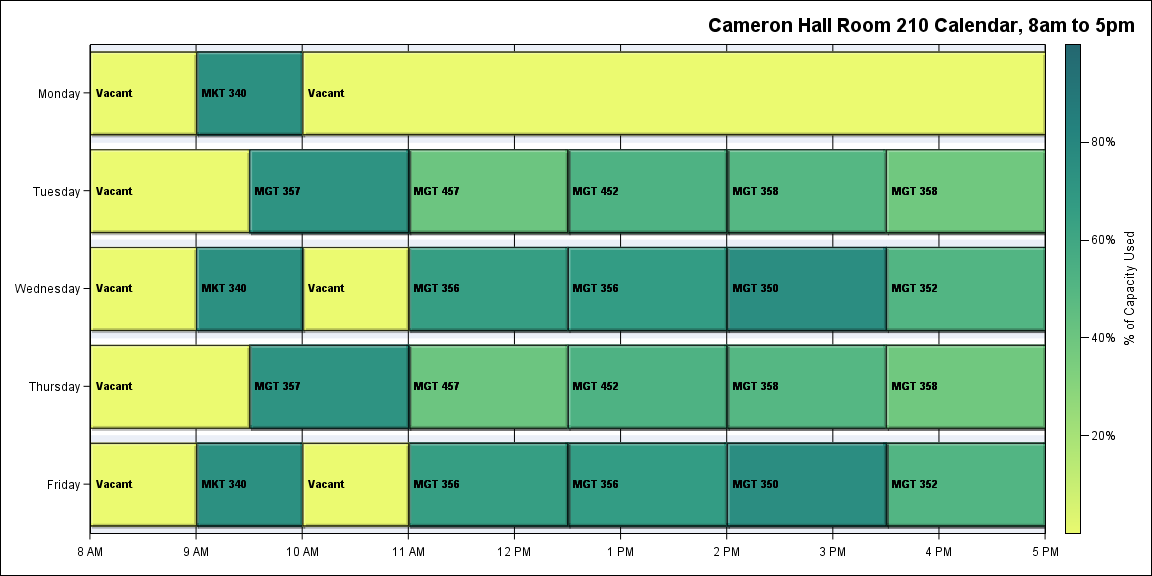 Cameron Hall Room 210 Calendar, 8am to 5pm
Monday
Vacant
MKT 340
Vacant
Tuesday
Vacant
MGT 357
MGT 457
MGT 452
MGT 358
MGT 358
Wednesday
Vacant
MKT 340
Vacant
MGT 356
MGT 356
MGT 350
MGT 352
Thursday
Vacant
MGT 357
MGT 457
MGT 452
MGT 358
MGT 358
Friday
Vacant
MKT 340
Vacant
MGT 356
MGT 356
MGT 350
MGT 352
8 AM
9 AM
10 AM
11 AM
12 PM
1 PM
2 PM
3 PM
4 PM
5 PM
80%
60%
40%
20%
% of Capacity Used